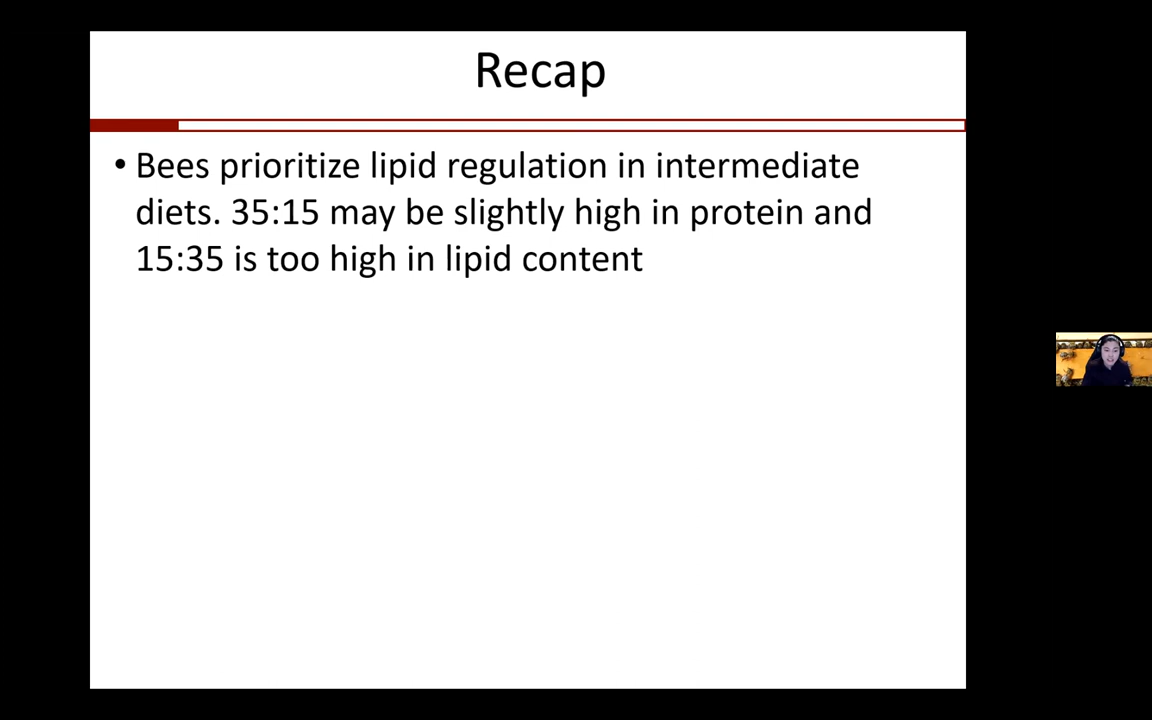 Recap
• Bees prioritize lipid regulation in intermediate
diets. 35:15 may be slightly high in protein and
15:35 is too high in lipid content